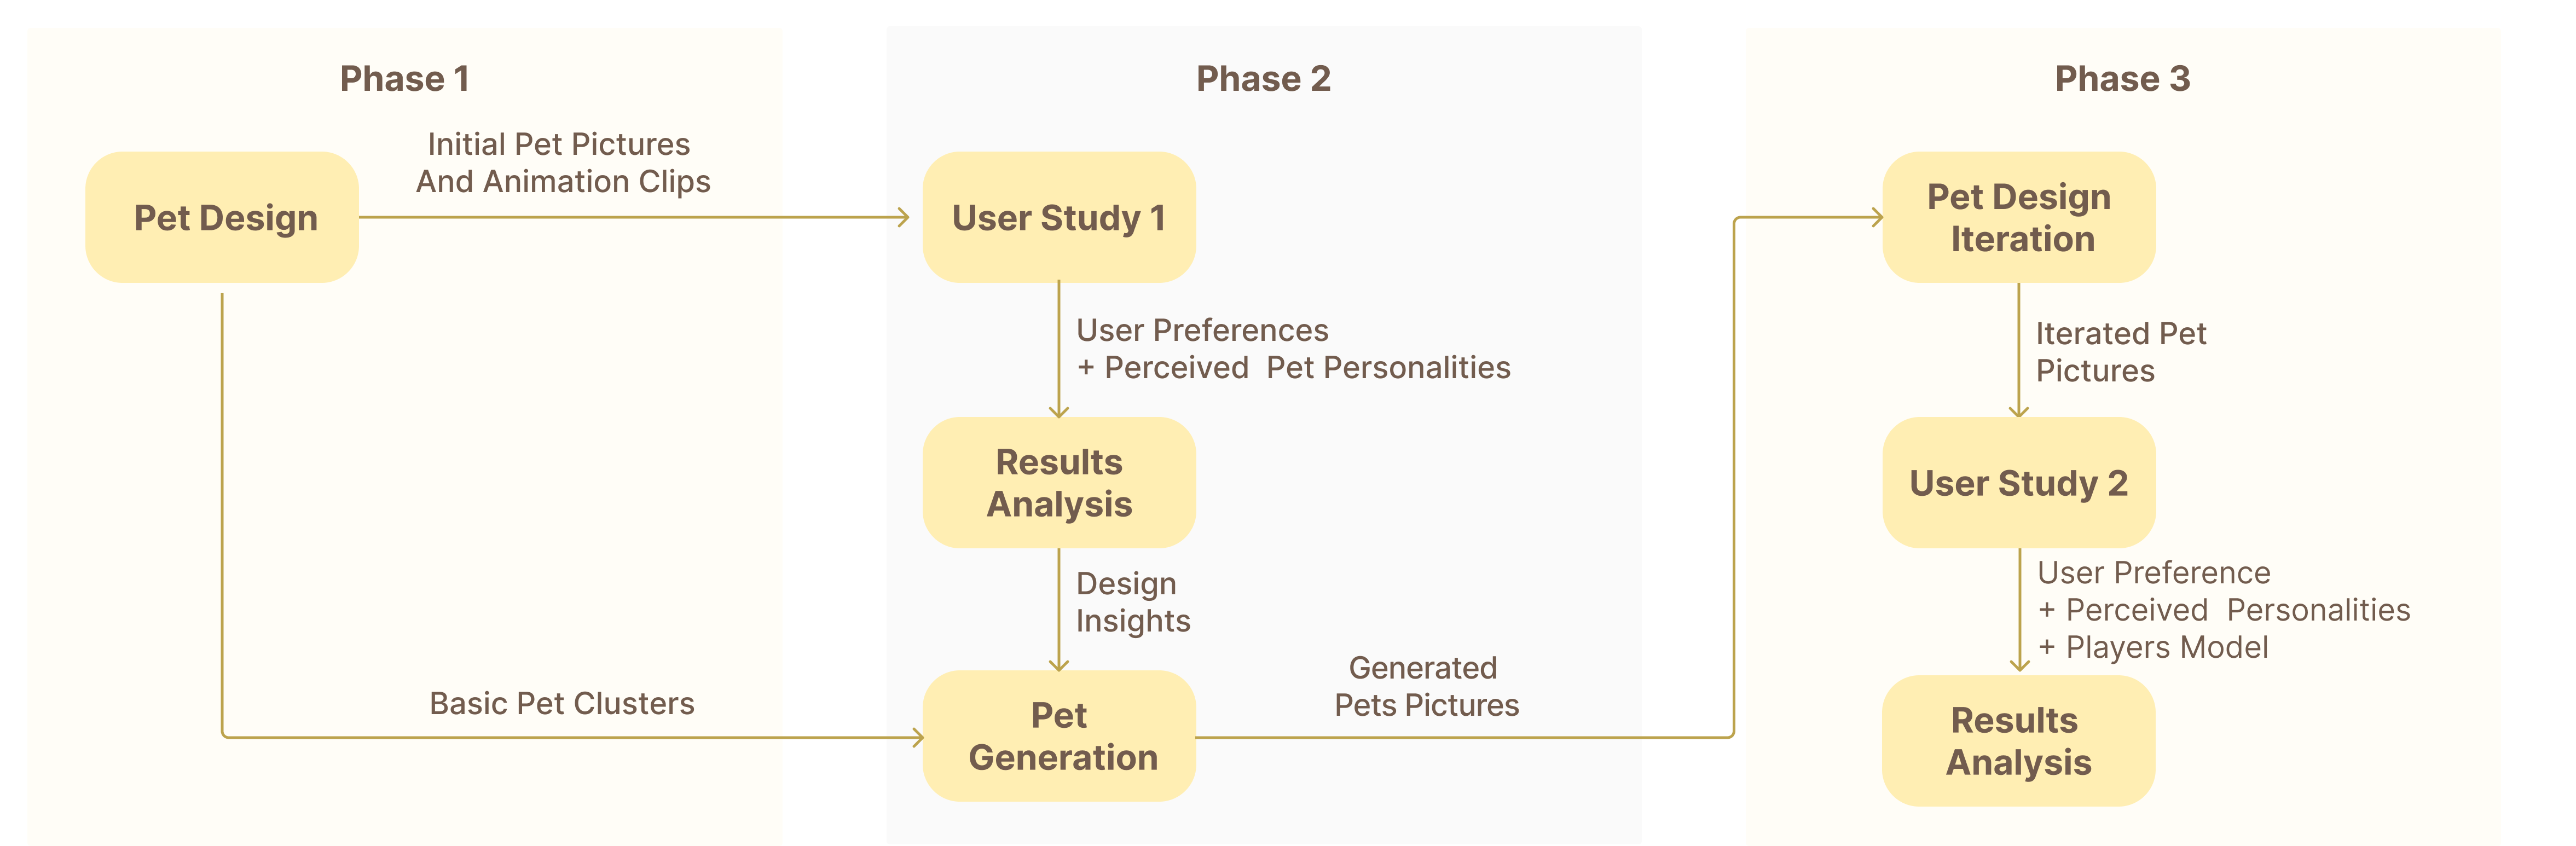 Phase 1
Pet Design
Initial Pet Pictures
And Animation Clips
Basic Pet Clusters
Phase 2
User Study 1
User Preferences
+ Perceived  Pet Personalities
Results
Analysis
Design
Insights
Pet
Generation
Generated
Pets Pictures
Phase 3
Pet Design
Iteration
Iterated Pet
Pictures
User Study 2
User Preference
+ Perceived  Personalities
+ Players Model
Results
Analysis